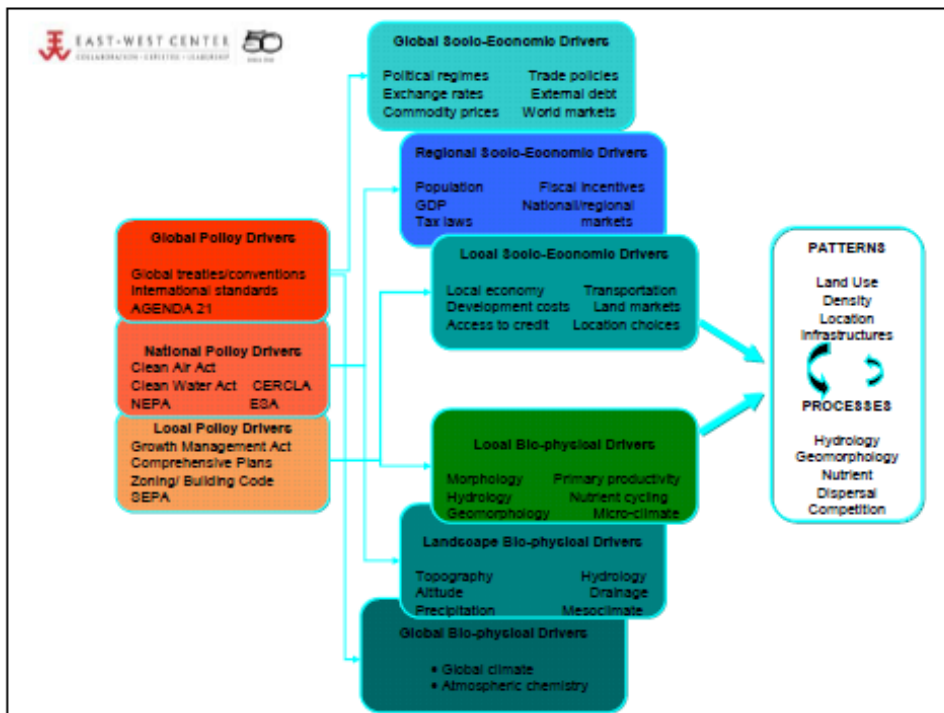 EAST-WEST CENTER
COLLABORATION · EXPERTISE · LEADERSHIP
50
Global Socio-Economic Drivers
Political regimes Trade policies
Exchange rates External debt
Commodity prices World markets
Regional Socio-Economic Drivers
Population Fiscal incentives
GDP National/regional
Tax laws markets
Global Policy Drivers
Global treaties/conventions
International standards
AGENDA 21
National Policy Drivers
Clean Air Act
Clean Water Act CERCLA
NEPA ESA
Local Policy Drivers
Growth Management Act
Comprehensive Plans
Zoning/ Building Code
SEPA
Local Socio-Economic Drivers
Local economy Transportation
Development costs Land markets
Access to credit Location choices
Local Bio-physical Drivers
Morphology Primary productivity
Hydrology Nutrient cycling
Geomorphology Micro-climate
Landscape Bio-physical Drivers
Topography Hydrology
Altitude Drainage
Precipitation Mesoclimate
Global Bio-physical Drivers
• Global climate
• Atmospheric chemistry
PATTERNS
Land Use
Density
Location
Infrastructures
PROCESSES
Hydrology
Geomorphology
Nutrient
Dispersal
Competition